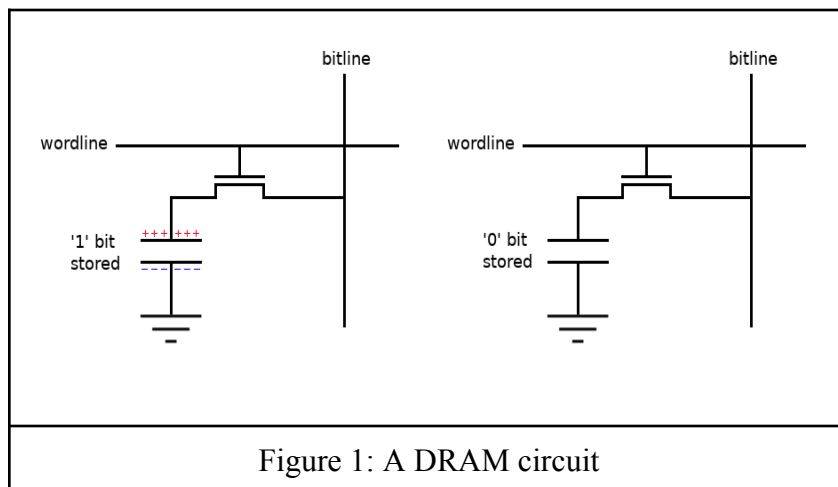 bitline
bitline
wordline
wordline
+++ +++
'1' bit
stored
'0' bit
stored
--- ---
Figure 1: A DRAM circuit